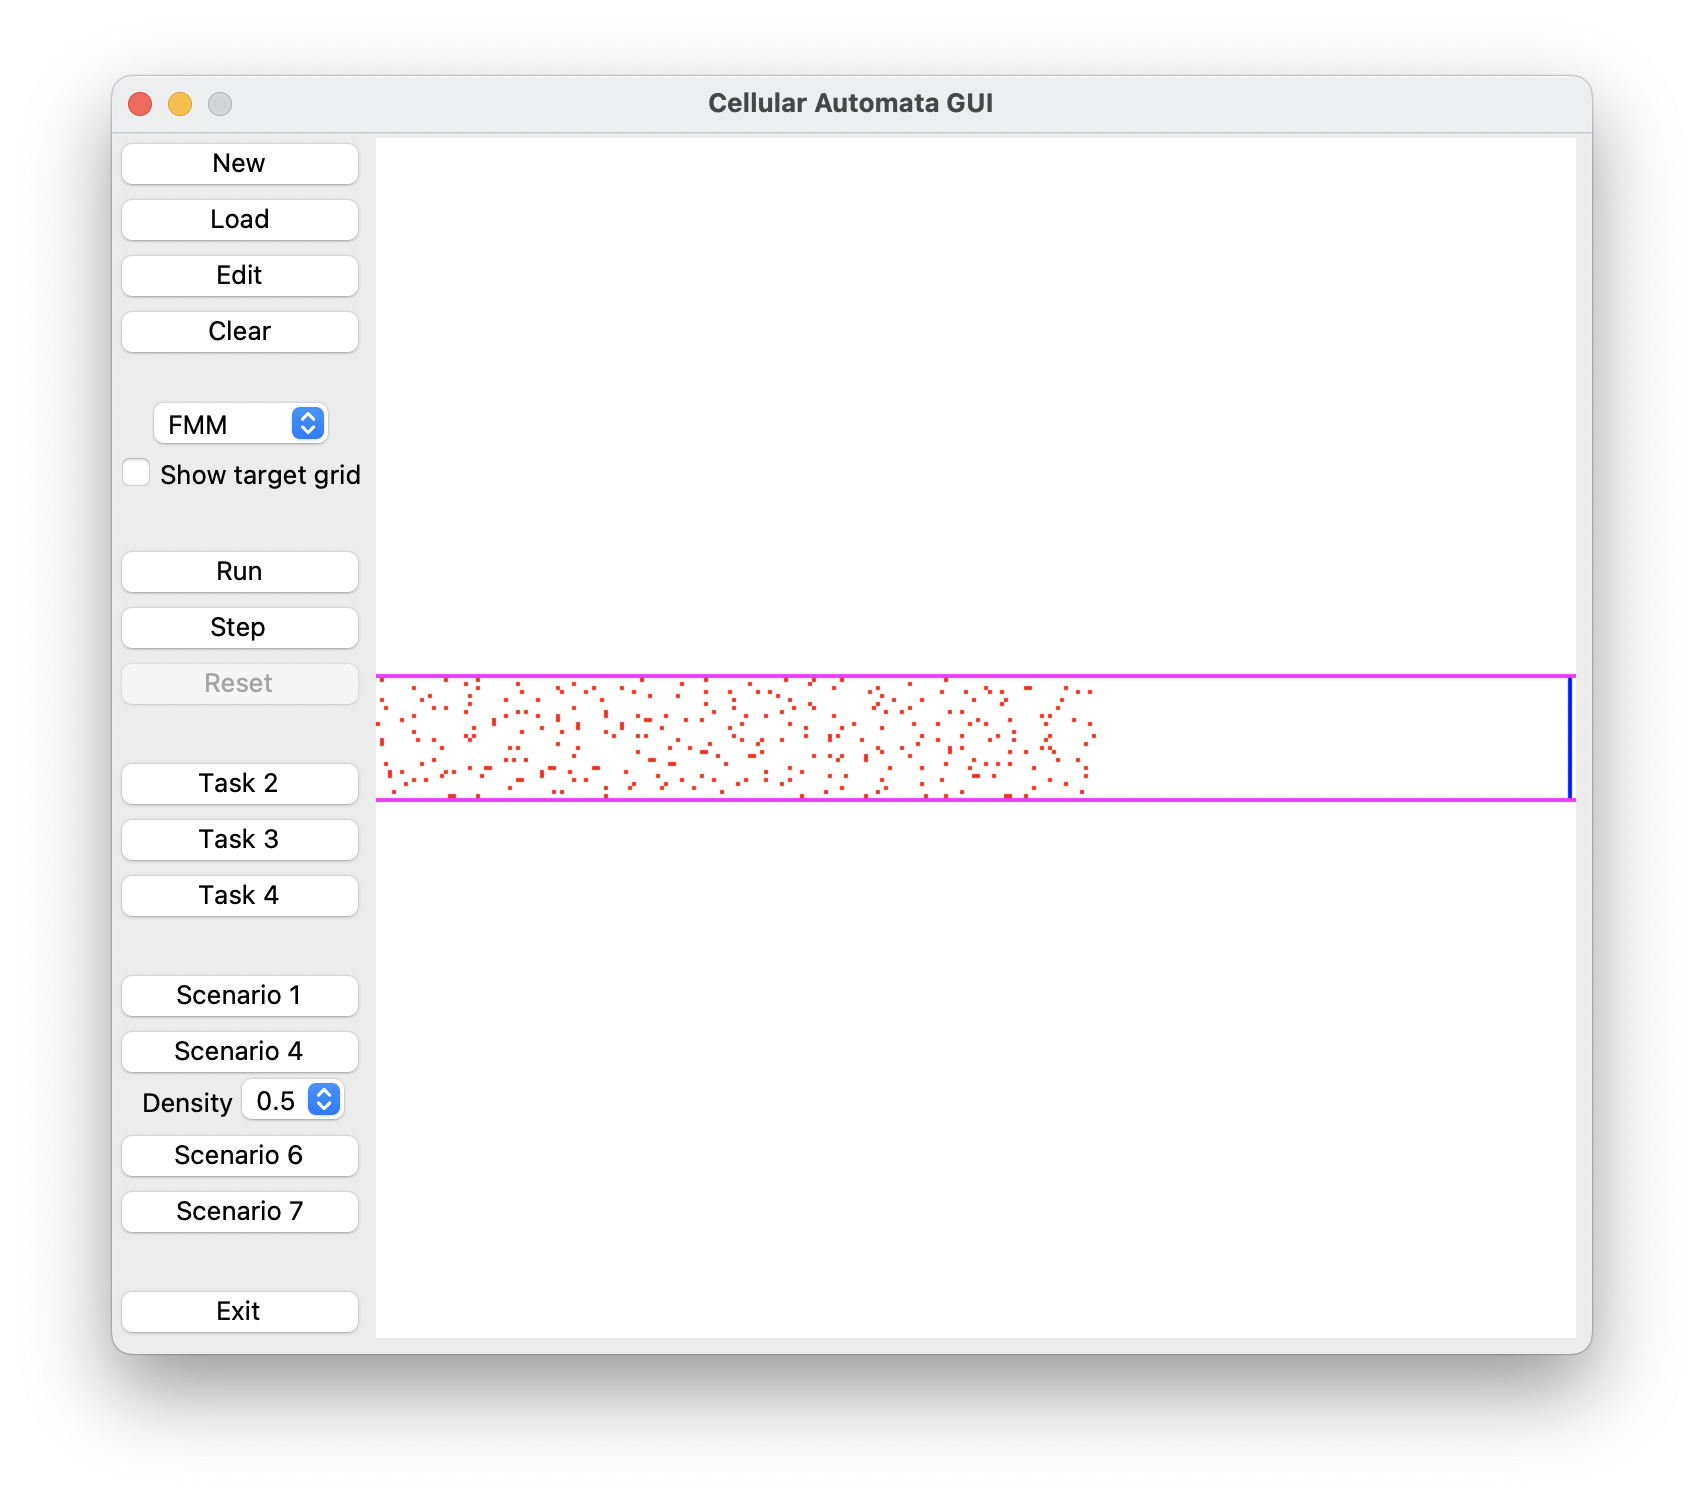 Cellular Automata GUI
New
Load
Edit
Clear
FMM
Show target grid
Run
Step
Reset
Task 2
Task 3
Task 4
Scenario 1
Scenario 4
Density 0.5
Scenario 6
Scenario 7
Exit